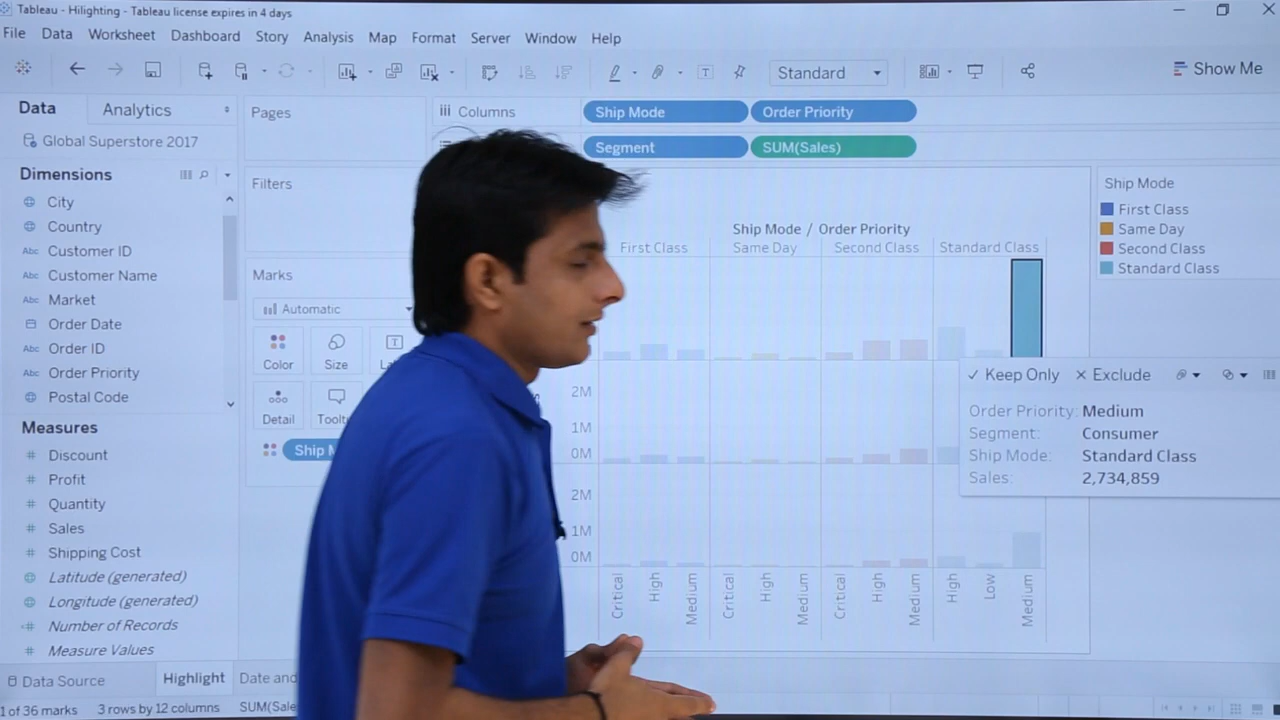 Tableau - Hilighting - Tableau license expires in 4 days
File Data Worksheet Dashboard Story Analysis Map Format Server Window Help
Standard
Show Me
Data Analytics
Pages
Columns Ship Mode Order Priority
Global Superstore 2017
Segment SUM(Sales)
Dimensions
Filters
Ship Mode
City
Country
Abc Customer ID
Abc Customer Name
Abc Market
Order Date
Abc Order ID
Abc Order Priority
Postal Code
First Class
Same Day
Second Class
Standard Class
Ship Mode / Order Priority
First Class Same Day Second Class Standard Class
Marks
Automatic
Color Size
Detail
Ship M
Measures
Discount
Profit
Quantity
Sales
Shipping Cost
Latitude (generated)
Longitude (generated)
Number of Records
Measure Values
2M
1M
0M
2M
1M
0M
Keep Only Exclude
Order Priority: Medium
Segment: Consumer
Ship Mode: Standard Class
Sales: 2,734,859
Critical High Medium Critical High Medium Critical High Medium High Low Medium
Data Source Highlight Date and
1 of 36 marks 3 rows by 12 columns